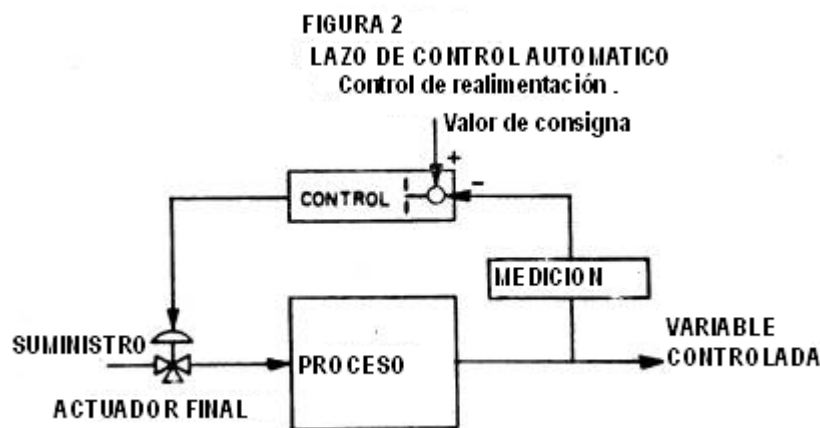 FIGURA 2
LAZO DE CONTROL AUTOMATICO
Control de realimentación .
Valor de consigna
+
-
CONTROL
MEDICION
SUMINISTRO
PROCESO
VARIABLE
CONTROLADA
ACTUADOR FINAL